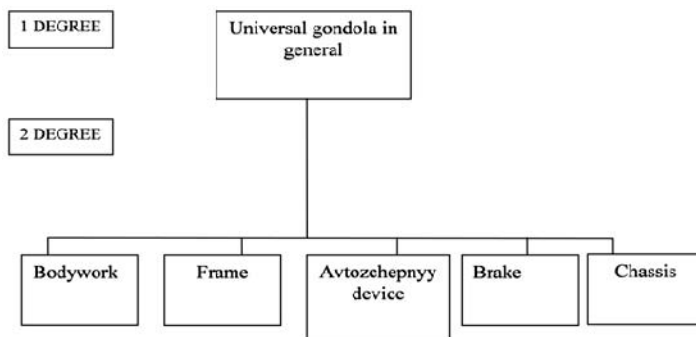 1 DEGREE
Universal gondola in
general
2 DEGREE
Bodywork
Frame
Avtozchepnyy
device
Brake
Chassis